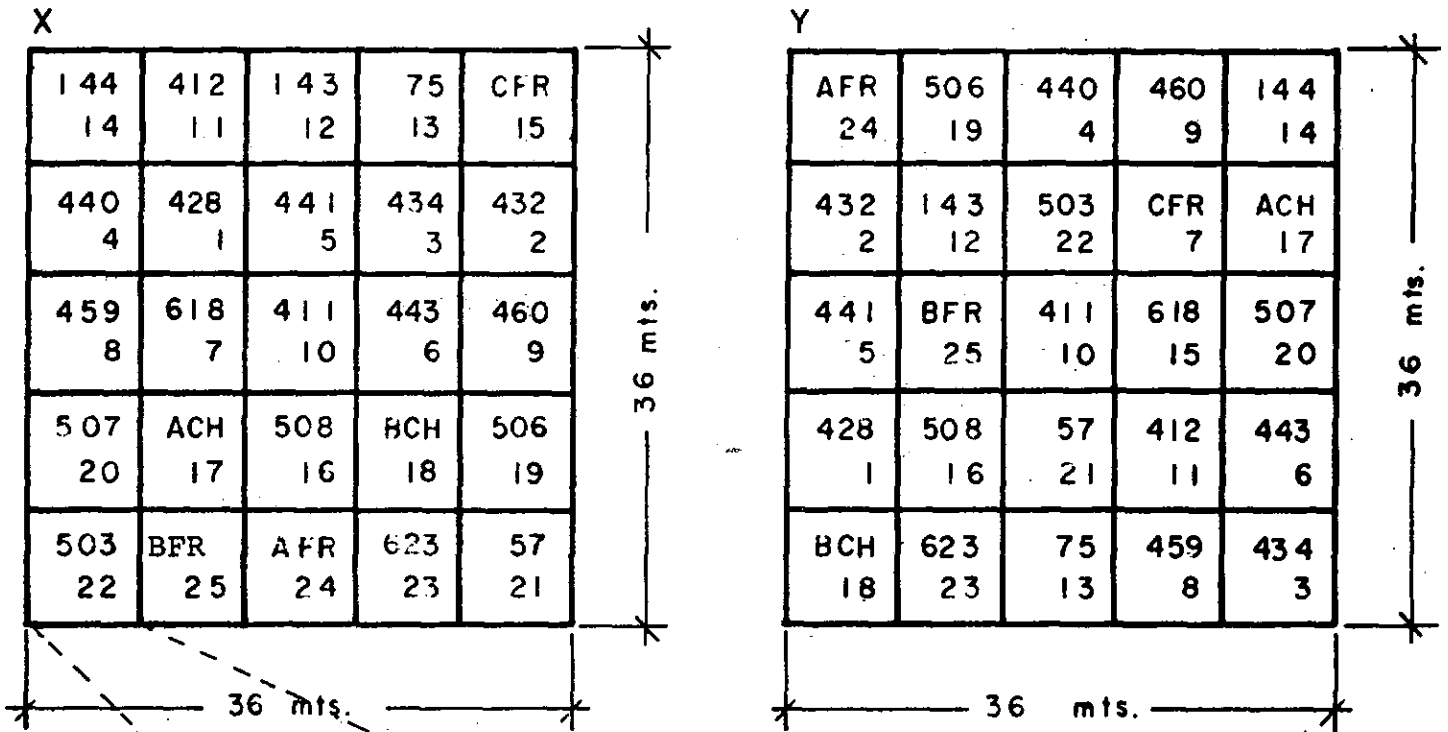 X
144 412 143 75 CFR
14 11 12 13 15
440 428 441 434 432
4 1 5 3 2
459 618 411 443 460
8 7 10 6 9
507 ACH 508 BCH 506
20 17 16 18 19
503 BFR AFR 623 57
22 25 24 23 21
36 mts.
36 mts.
Y
AFR 506 440 460 144
24 19 4 9 14
432 143 503 CFR ACH
2 12 22 7 17
441 BFR 411 618 507
5 25 10 15 20
428 508 57 412 443
1 16 21 11 6
BCH 623 75 459 434
18 23 13 8 3
36 mts.
36 mts.